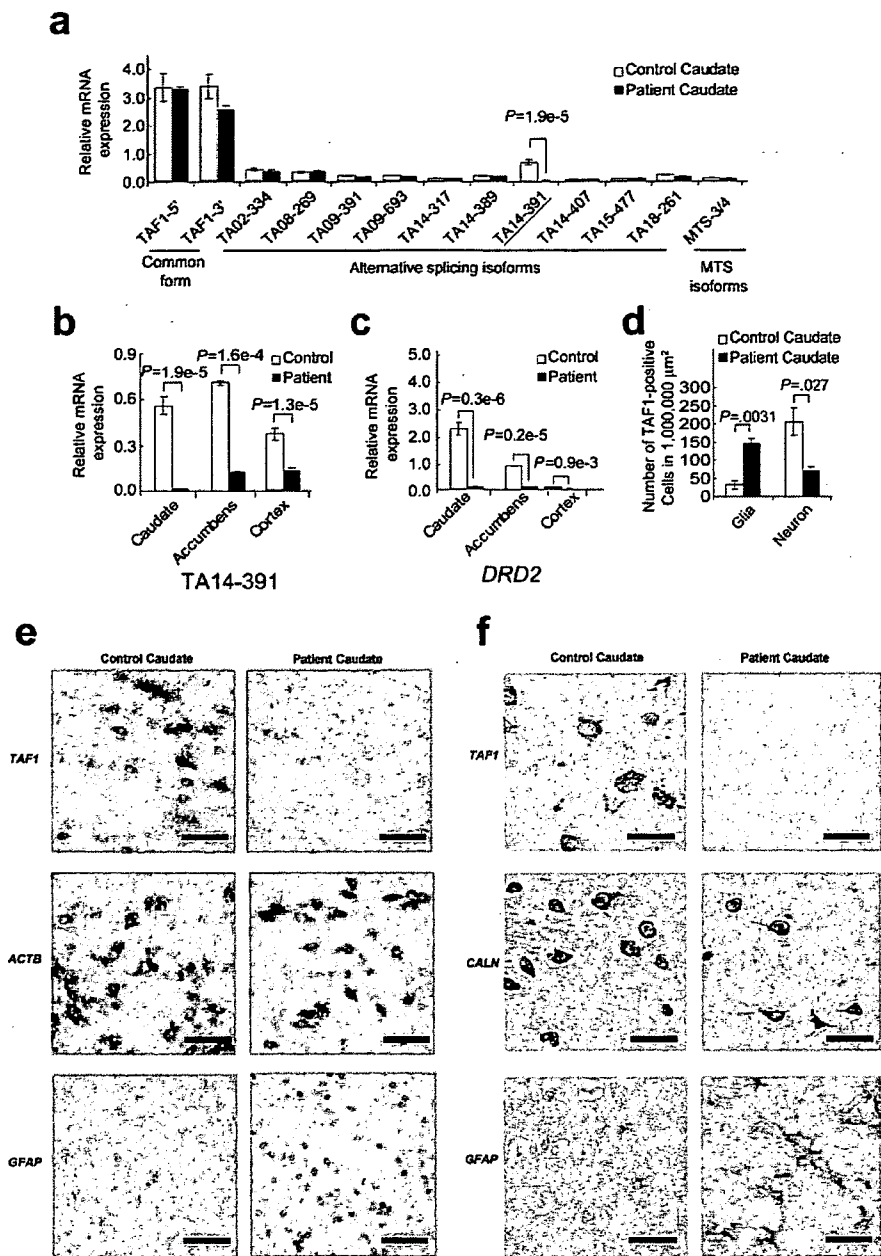 a
Relative mRNA
expression
4.0
3.0
2.0
1.0
0.0
Control Caudate
Patient Caudate
P=1.9e-5
TAF1-5'
TAF1-3'
TA02-334
TA08-269
TA09-391
TA09-693
TA14-317
TA14-389
TA14-391
TA14-407
TA15-477
TA18-261
MTS-3/4
Common
form
Alternative splicing isoforms
MTS
isoforms
b
Relative mRNA
expression
0.9
0.6
0.3
0.0
Control
Patient
P=1.9e-5
P=1.6e-4
P=1.3e-5
Caudate
Accumbens
Cortex
TA14-391
c
Relative mRNA
expression
5.0
4.0
3.0
2.0
1.0
0.0
Control
Patient
P=0.3e-6
P=0.2e-5
P=0.9e-3
Caudate
Accumbens
Cortex
DRD2
d
Control Caudate
Patient Caudate
Number of TAF1-positive
Cells in 1,000,000 µm²
300
250
200
150
100
50
0
P=.0031
P=.027
Glia
Neuron
e
Control Caudate
Patient Caudate
TAF1
ACTB
GFAP
f
Control Caudate
Patient Caudate
TAF1
CALN
GFAP